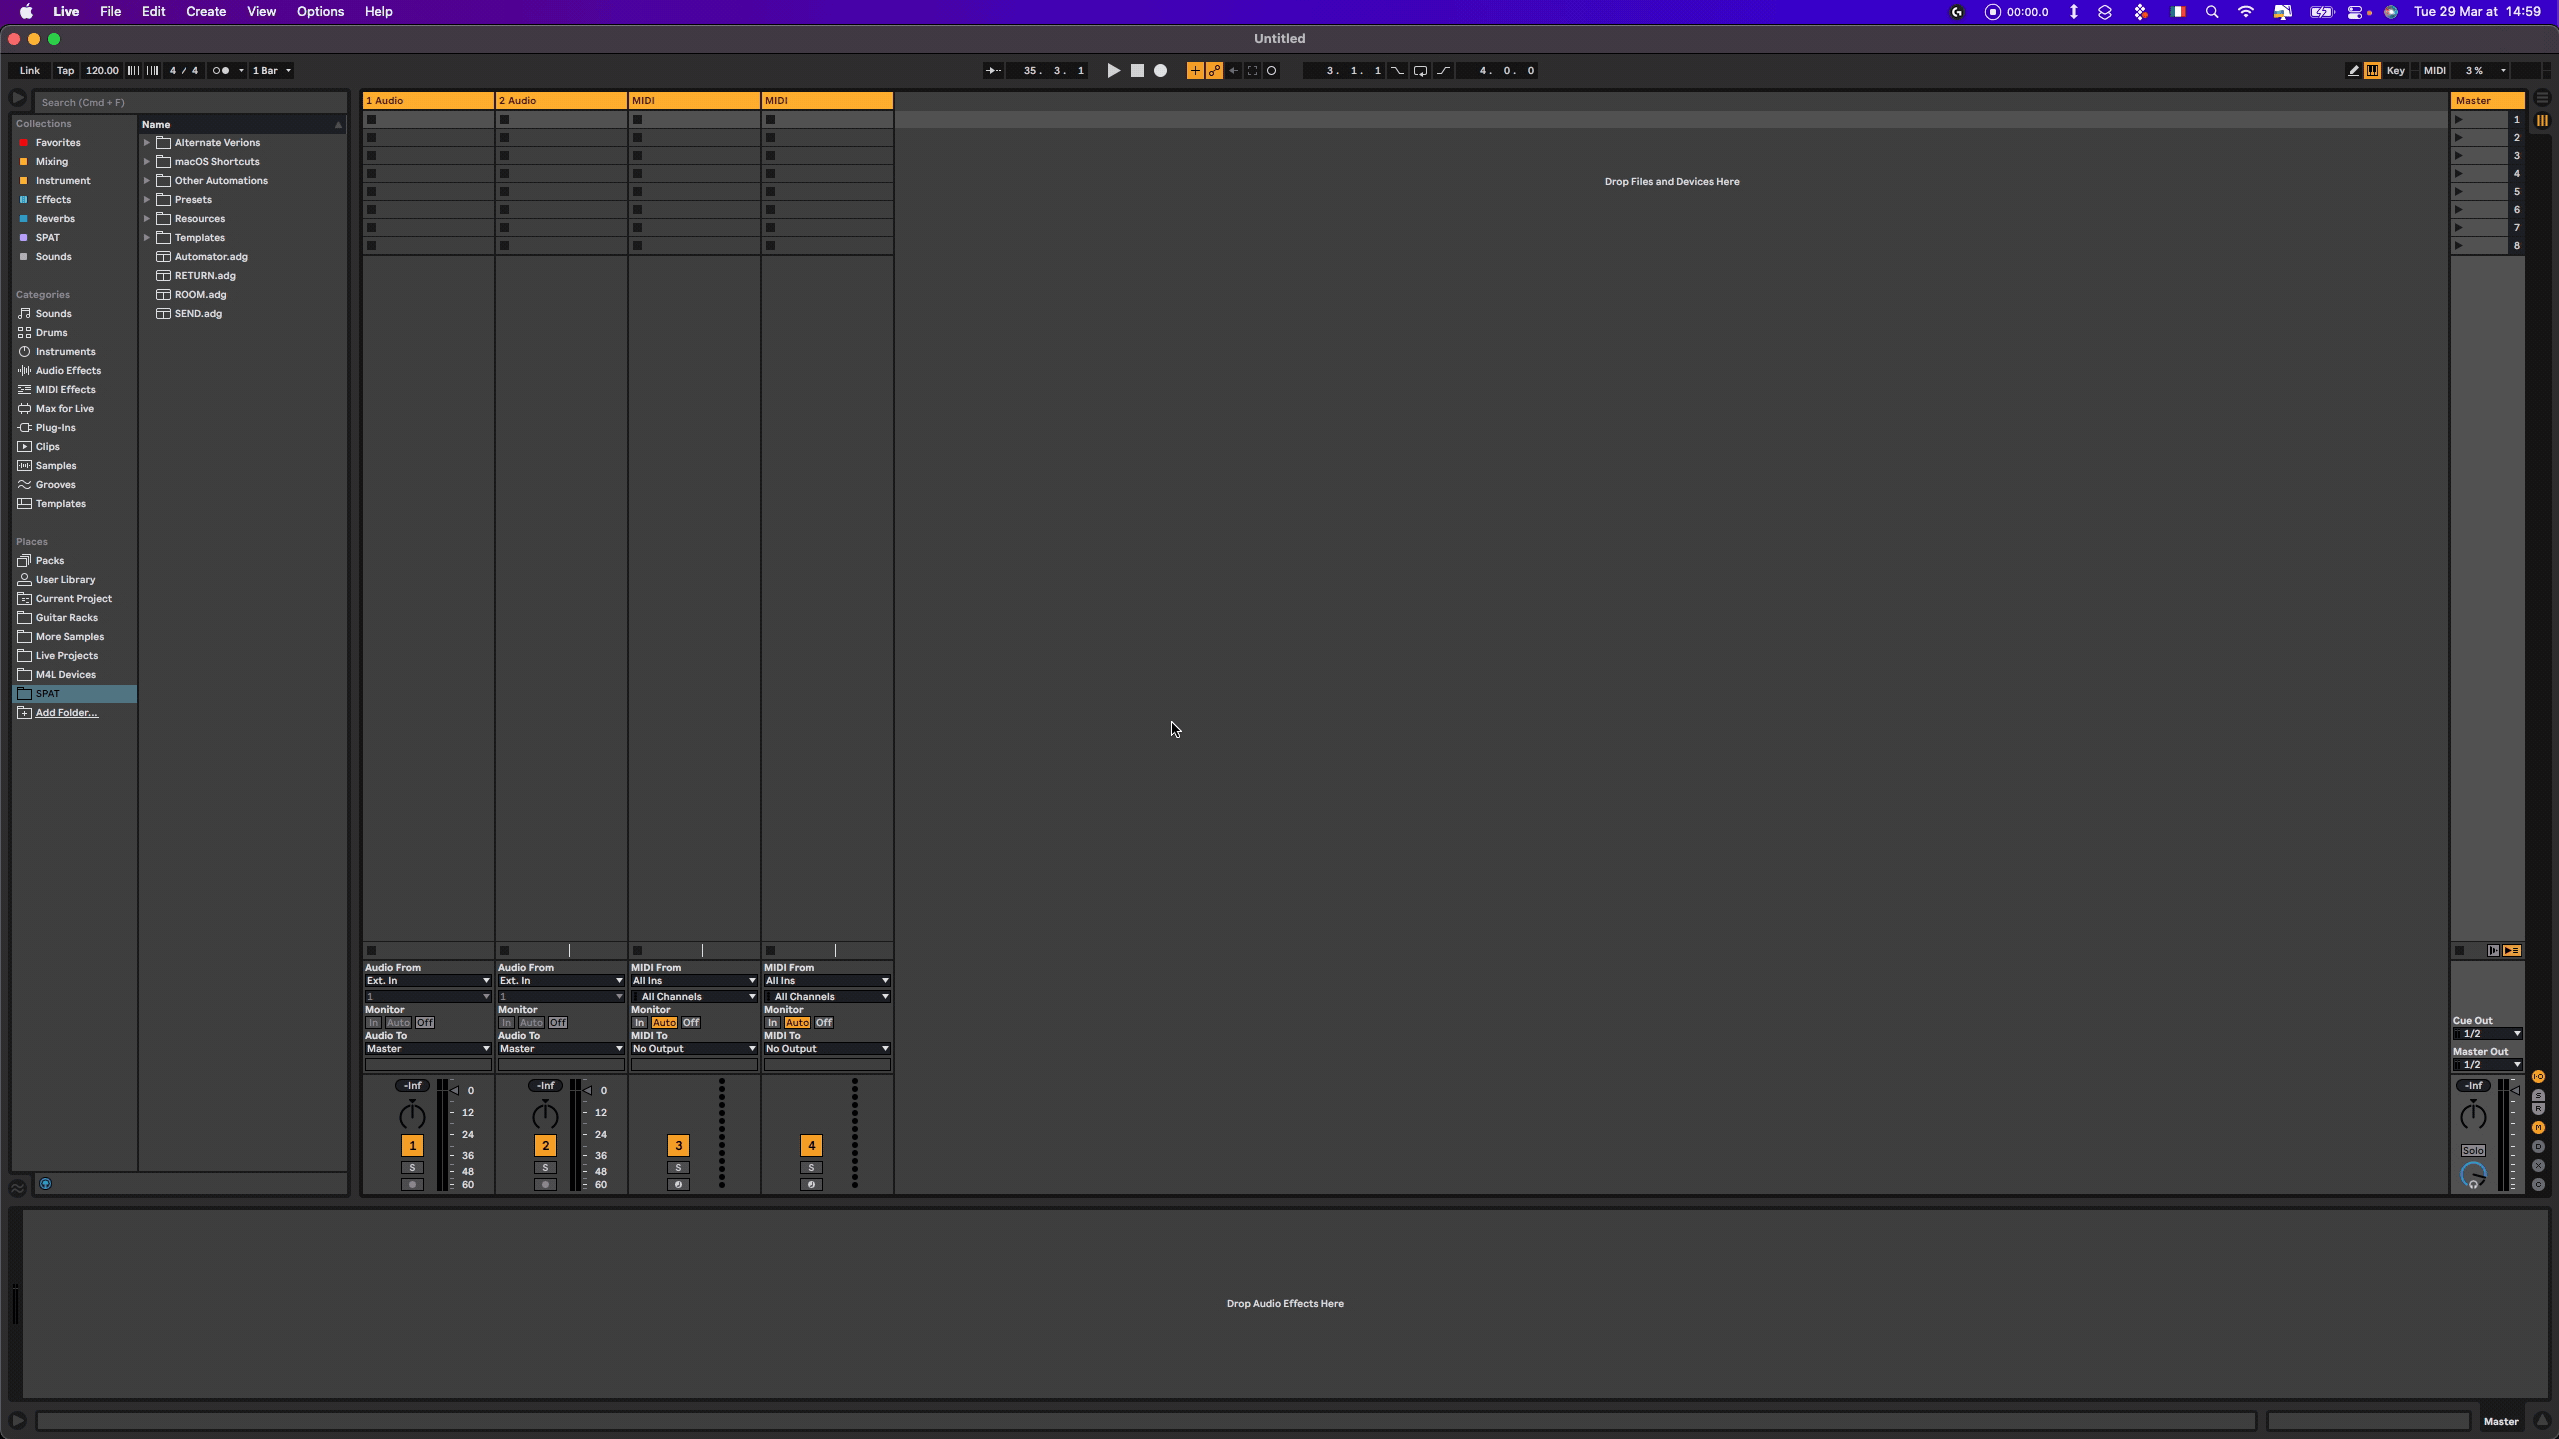 Live File Edit Create View Options Help 00:00.0 Tue 29 Mar at 14:59
Untitled
Link Tap 120.00 4 / 4 1 Bar 35. 3. 1 3. 1. 1 4. 0. 0 Key MIDI 3 %
Search (Cmd + F)
Collections
Favorites
Mixing
Instrument
Effects
Reverbs
SPAT
Sounds
Categories
Sounds
Drums
Instruments
Audio Effects
MIDI Effects
Max for Live
Plug-Ins
Clips
Samples
Grooves
Templates
Places
Packs
User Library
Current Project
Guitar Racks
More Samples
Live Projects
M4L Devices
SPAT
Add Folder...
Name
Alternate Verions
macOS Shortcuts
Other Automations
Presets
Resources
Templates
Automator.adg
RETURN.adg
ROOM.adg
SEND.adg
1 Audio 2 Audio MIDI MIDI Master
1
2
3
4
5
6
7
8
Drop Files and Devices Here
Audio From Audio From MIDI From MIDI From
Ext. In Ext. In All Ins All Ins
1 1 All Channels All Channels
Monitor Monitor Monitor Monitor
In Auto Off In Auto Off In Auto Off In Auto Off
Audio To Audio To MIDI To MIDI To
Master Master No Output No Output
Cue Out
1/2
Master Out
1/2
-Inf -Inf -Inf
0 0
12 12
24 24
36 36
48 48
60 60
1 2 3 4
S S S S
Solo
I·O
S
R
M
D
X
C
Drop Audio Effects Here
Master